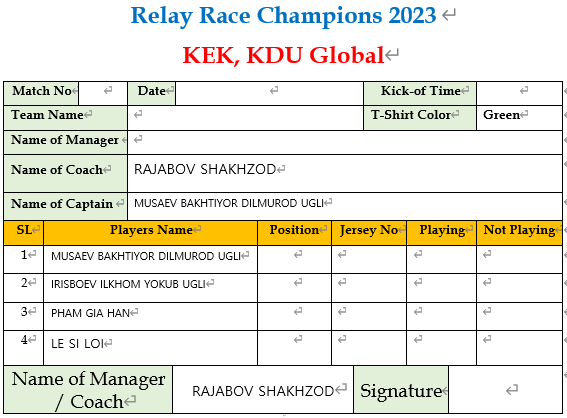 Relay Race Champions 2023
KEK, KDU Global
Match No Date Kick-of Time
Team Name T-Shirt Color Green
Name of Manager
Name of Coach RAJABOV SHAKHZOD
Name of Captain MUSAEV BAKHTIYOR DILMUROD UGLI
SL Players Name Position Jersey No Playing Not Playing
1 MUSAEV BAKHTIYOR DILMUROD UGLI
2 IRISBOEV ILKHOM YOKUB UGLI
3 PHAM GIA HAN
4 LE SI LOI
Name of Manager
/ Coach RAJABOV SHAKHZOD Signature